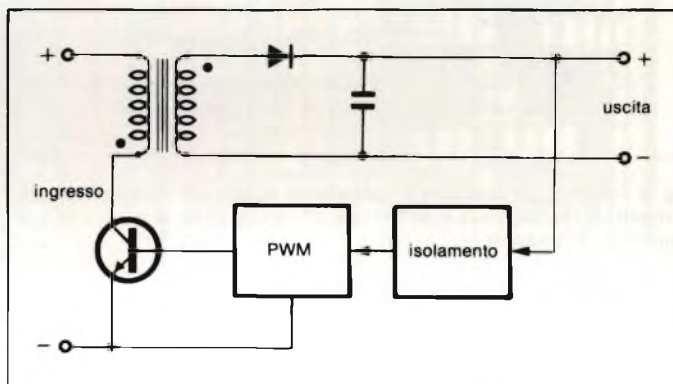 +
+
uscita
-
ingresso
PWM
isolamento
-